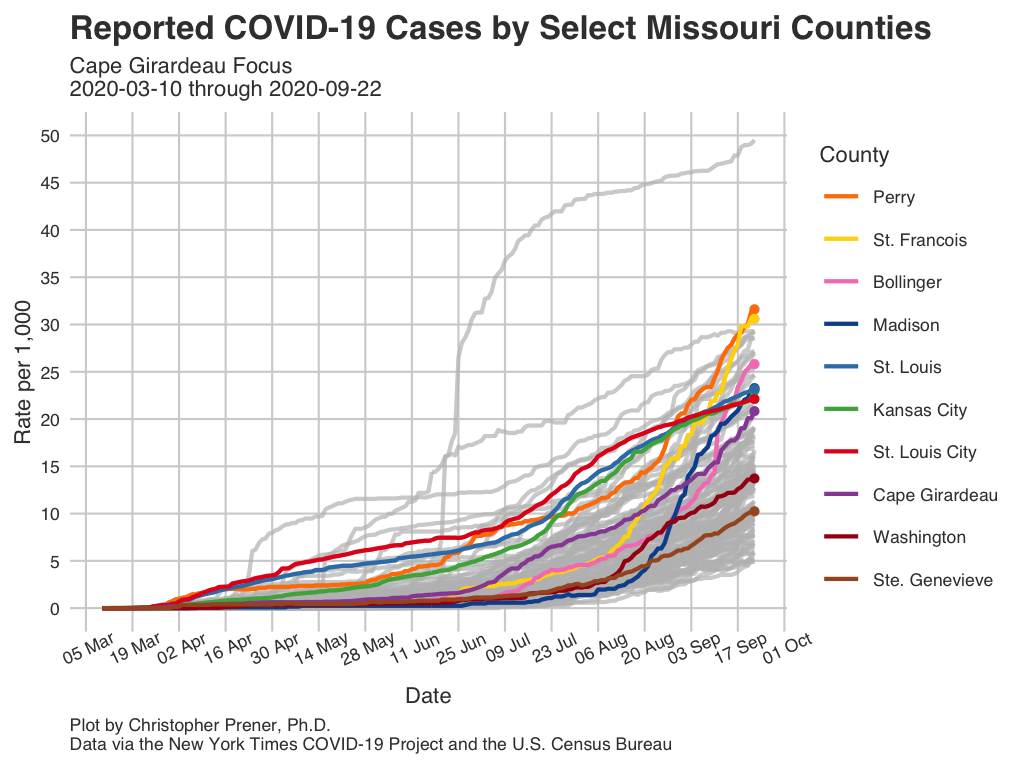 Reported COVID-19 Cases by Select Missouri Counties
Cape Girardeau Focus
2020-03-10 through 2020-09-22
50
45
40
35
30
25
20
15
10
5
0
Rate per 1,000
05 Mar
19 Mar
02 Apr
16 Apr
30 Apr
14 May
28 May
11 Jun
25 Jun
09 Jul
23 Jul
06 Aug
20 Aug
03 Sep
17 Sep
01 Oct
Date
County
Perry
St. Francois
Bollinger
Madison
St. Louis
Kansas City
St. Louis City
Cape Girardeau
Washington
Ste. Genevieve
Plot by Christopher Prener, Ph.D.
Data via the New York Times COVID-19 Project and the U.S. Census Bureau